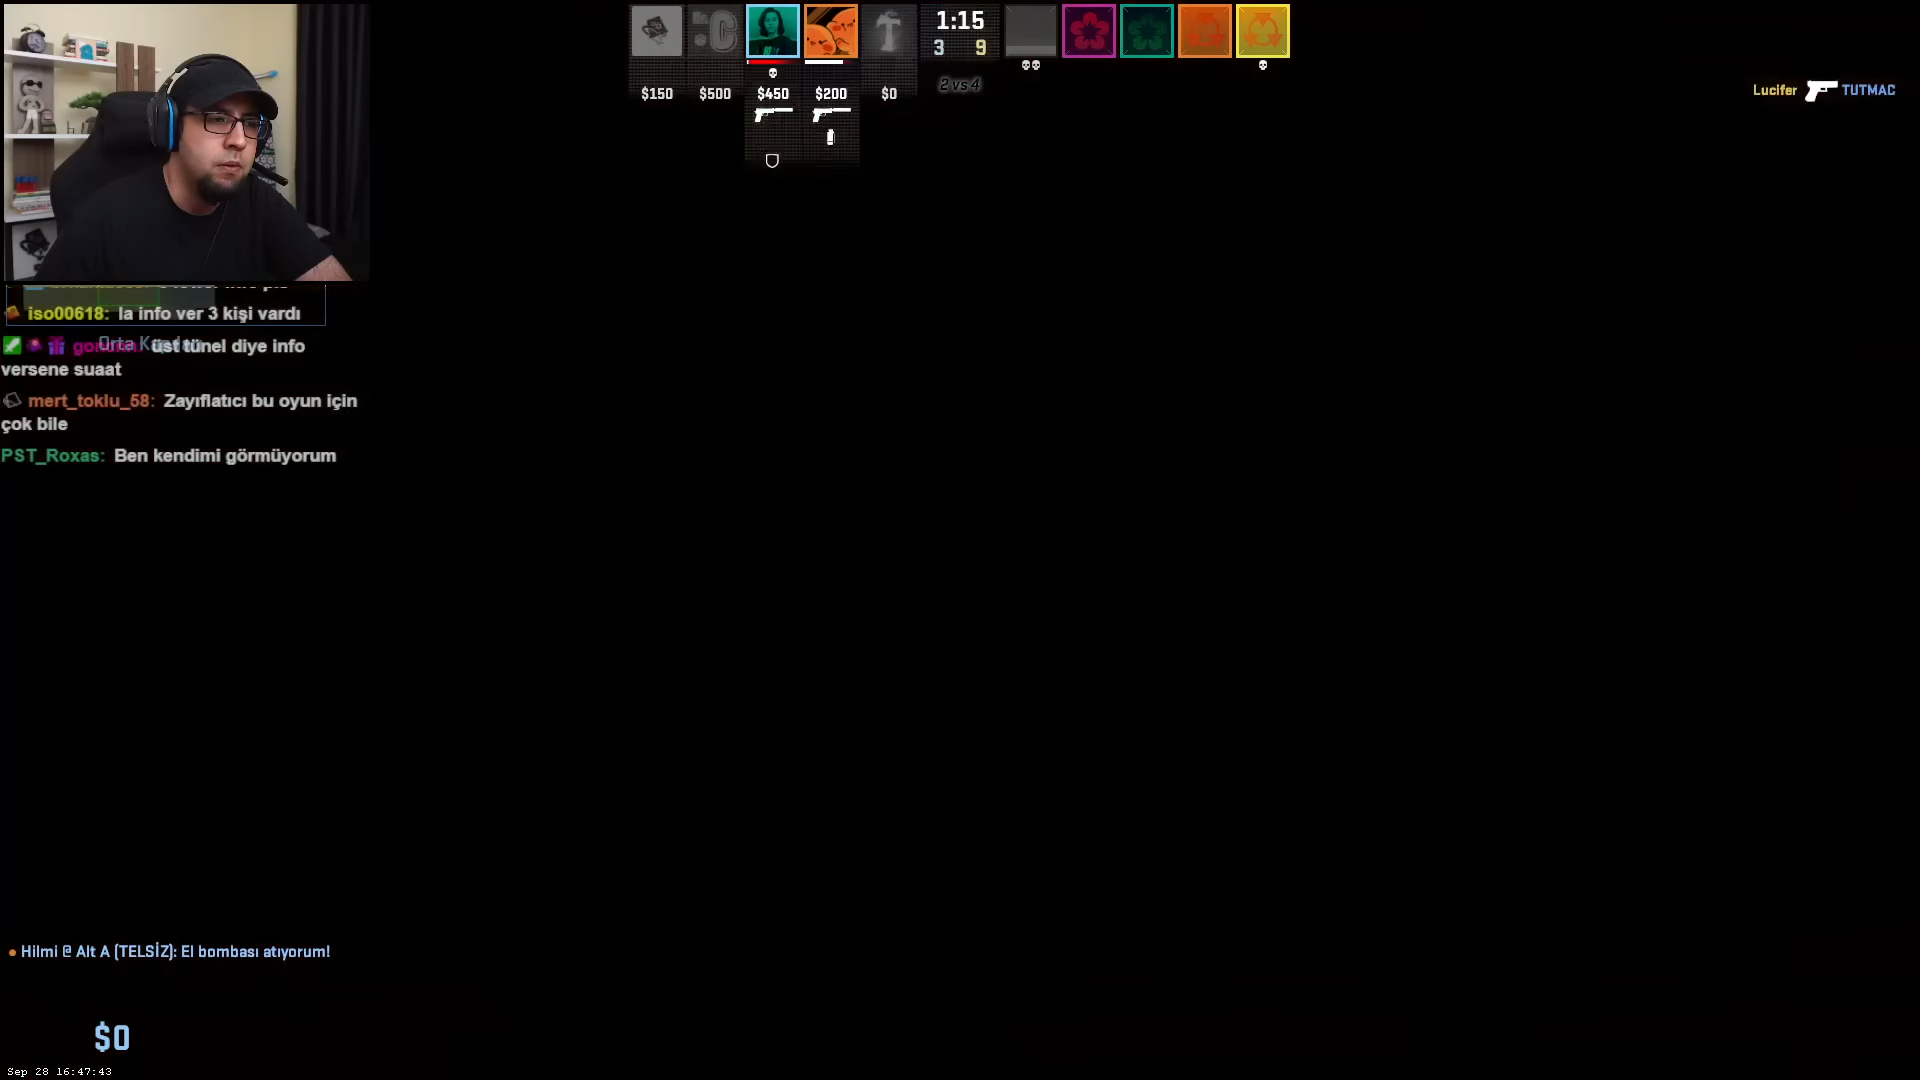 1:15
3 9
2 vs 4
$150 $500 $450 $200 $0
Lucifer TUTMAC
iso00618: la info ver 3 kişi vardı
üst tünel diye info
versene suaat
mert_toklu_58: Zayıflatıcı bu oyun için
çok bile
PST_Roxas: Ben kendimi görmüyorum
Hilmi @ Alt A (TELSİZ): El bombası atıyorum!
$0
Sep 28 16:47:43